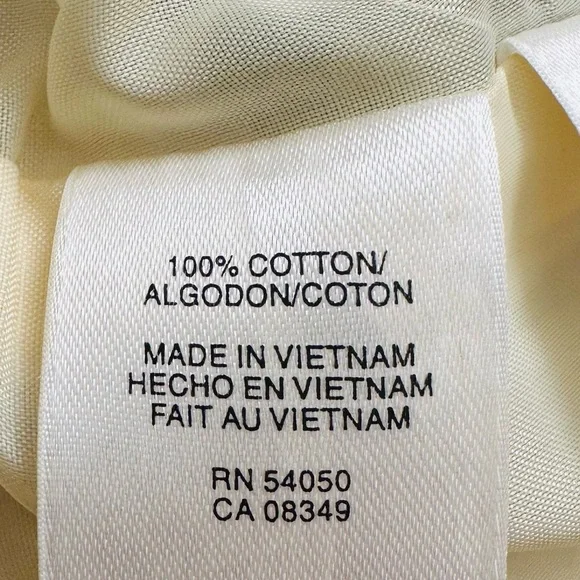 100% COTTON/
ALGODON/COTON
MADE IN VIETNAM
HECHO EN VIETNAM
FAIT AU VIETNAM
RN 54050
CA 08349